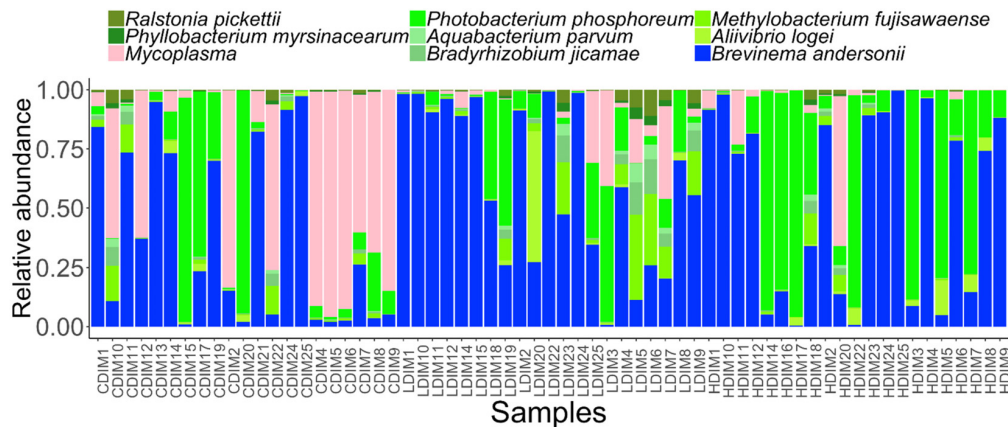 Ralstonia pickettii Photobacterium phosphoreum Methylobacterium fujisawaense
Phyllobacterium myrsinacearum Aquabacterium parvum Aliivibrio logei
Mycoplasma Bradyrhizobium jicamae Brevinema andersonii
Relative abundance
1.00
0.75
0.50
0.25
0.00
CDIM1
CDIM10
CDIM11
CDIM12
CDIM13
CDIM14
CDIM15
CDIM17
CDIM19
CDIM2
CDIM20
CDIM21
CDIM22
CDIM24
CDIM25
CDIM4
CDIM5
CDIM6
CDIM7
CDIM8
CDIM9
LDIM1
LDIM10
LDIM11
LDIM12
LDIM14
LDIM15
LDIM18
LDIM19
LDIM2
LDIM20
LDIM22
LDIM23
LDIM24
LDIM25
LDIM3
LDIM4
LDIM5
LDIM6
LDIM7
LDIM8
LDIM9
HDIM1
HDIM10
HDIM11
HDIM12
HDIM14
HDIM16
HDIM17
HDIM18
HDIM2
HDIM20
HDIM22
HDIM23
HDIM24
HDIM25
HDIM3
HDIM4
HDIM5
HDIM6
HDIM7
HDIM8
HDIM9
Samples